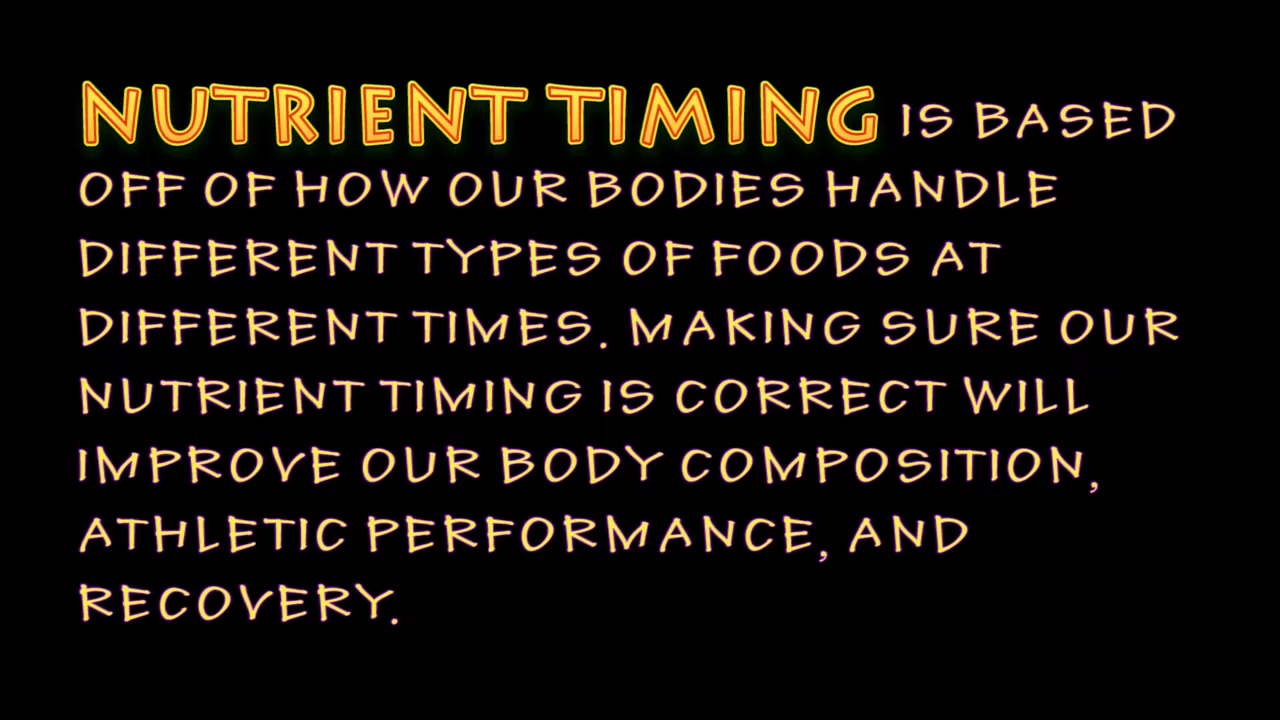 NUTRIENT TIMING IS BASED
OFF OF HOW OUR BODIES HANDLE
DIFFERENT TYPES OF FOODS AT
DIFFERENT TIMES. MAKING SURE OUR
NUTRIENT TIMING IS CORRECT WILL
IMPROVE OUR BODY COMPOSITION,
ATHLETIC PERFORMANCE, AND
RECOVERY.